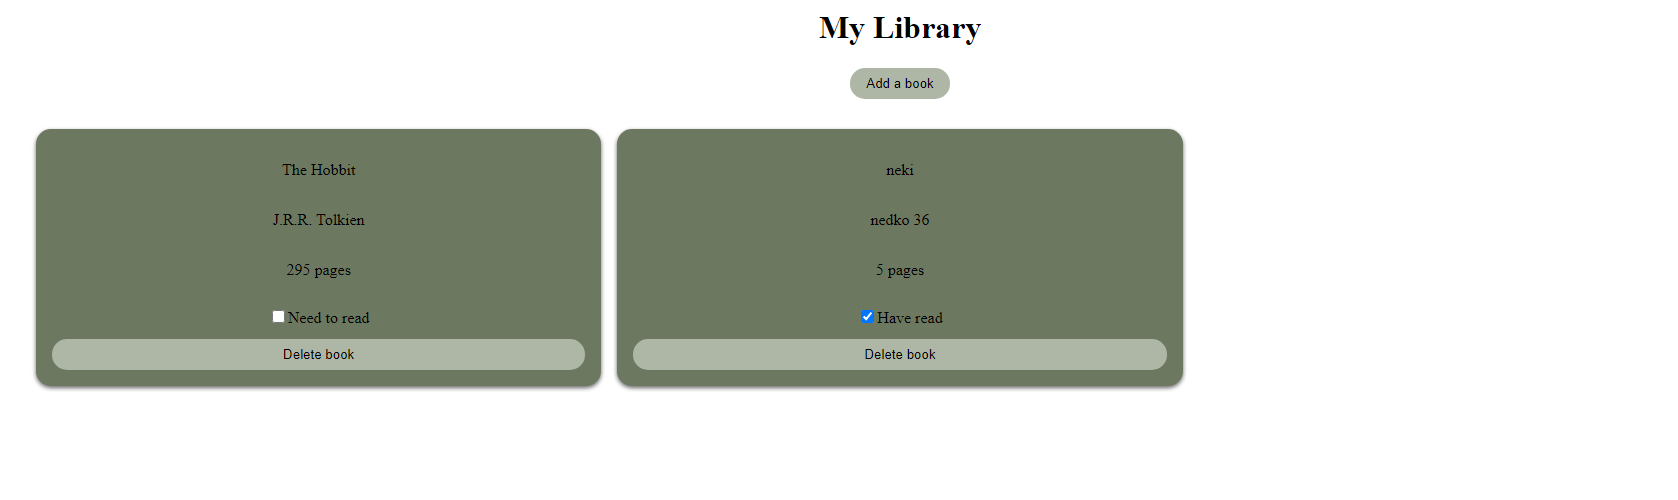 My Library
Add a book
The Hobbit
J.R.R. Tolkien
295 pages
Need to read
Delete book
neki
nedko 36
5 pages
Have read
Delete book